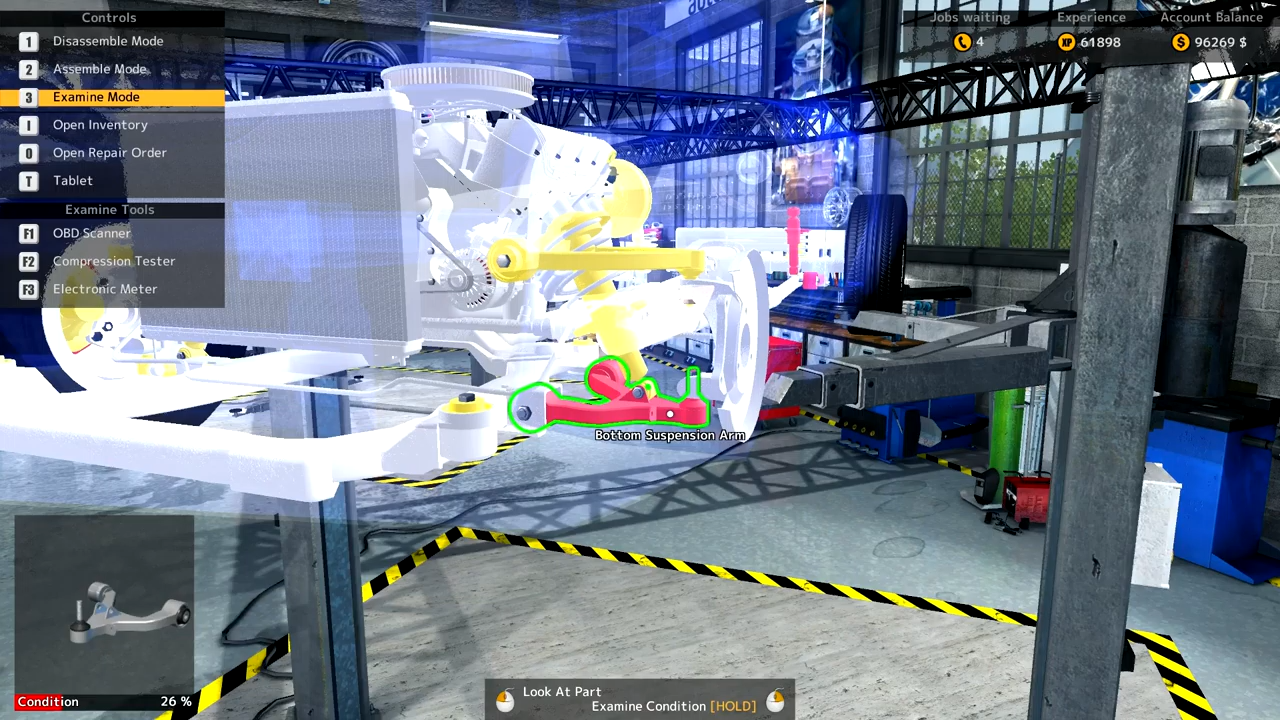 Controls
1 Disassemble Mode
2 Assemble Mode
3 Examine Mode
I Open Inventory
O Open Repair Order
T Tablet
Examine Tools
F1 OBD Scanner
F2 Compression Tester
F3 Electronic Meter
Jobs waiting Experience Account Balance
4 XP 61898 $ 96269 $
Bottom Suspension Arm
Condition 26 %
Look At Part
Examine Condition [HOLD]